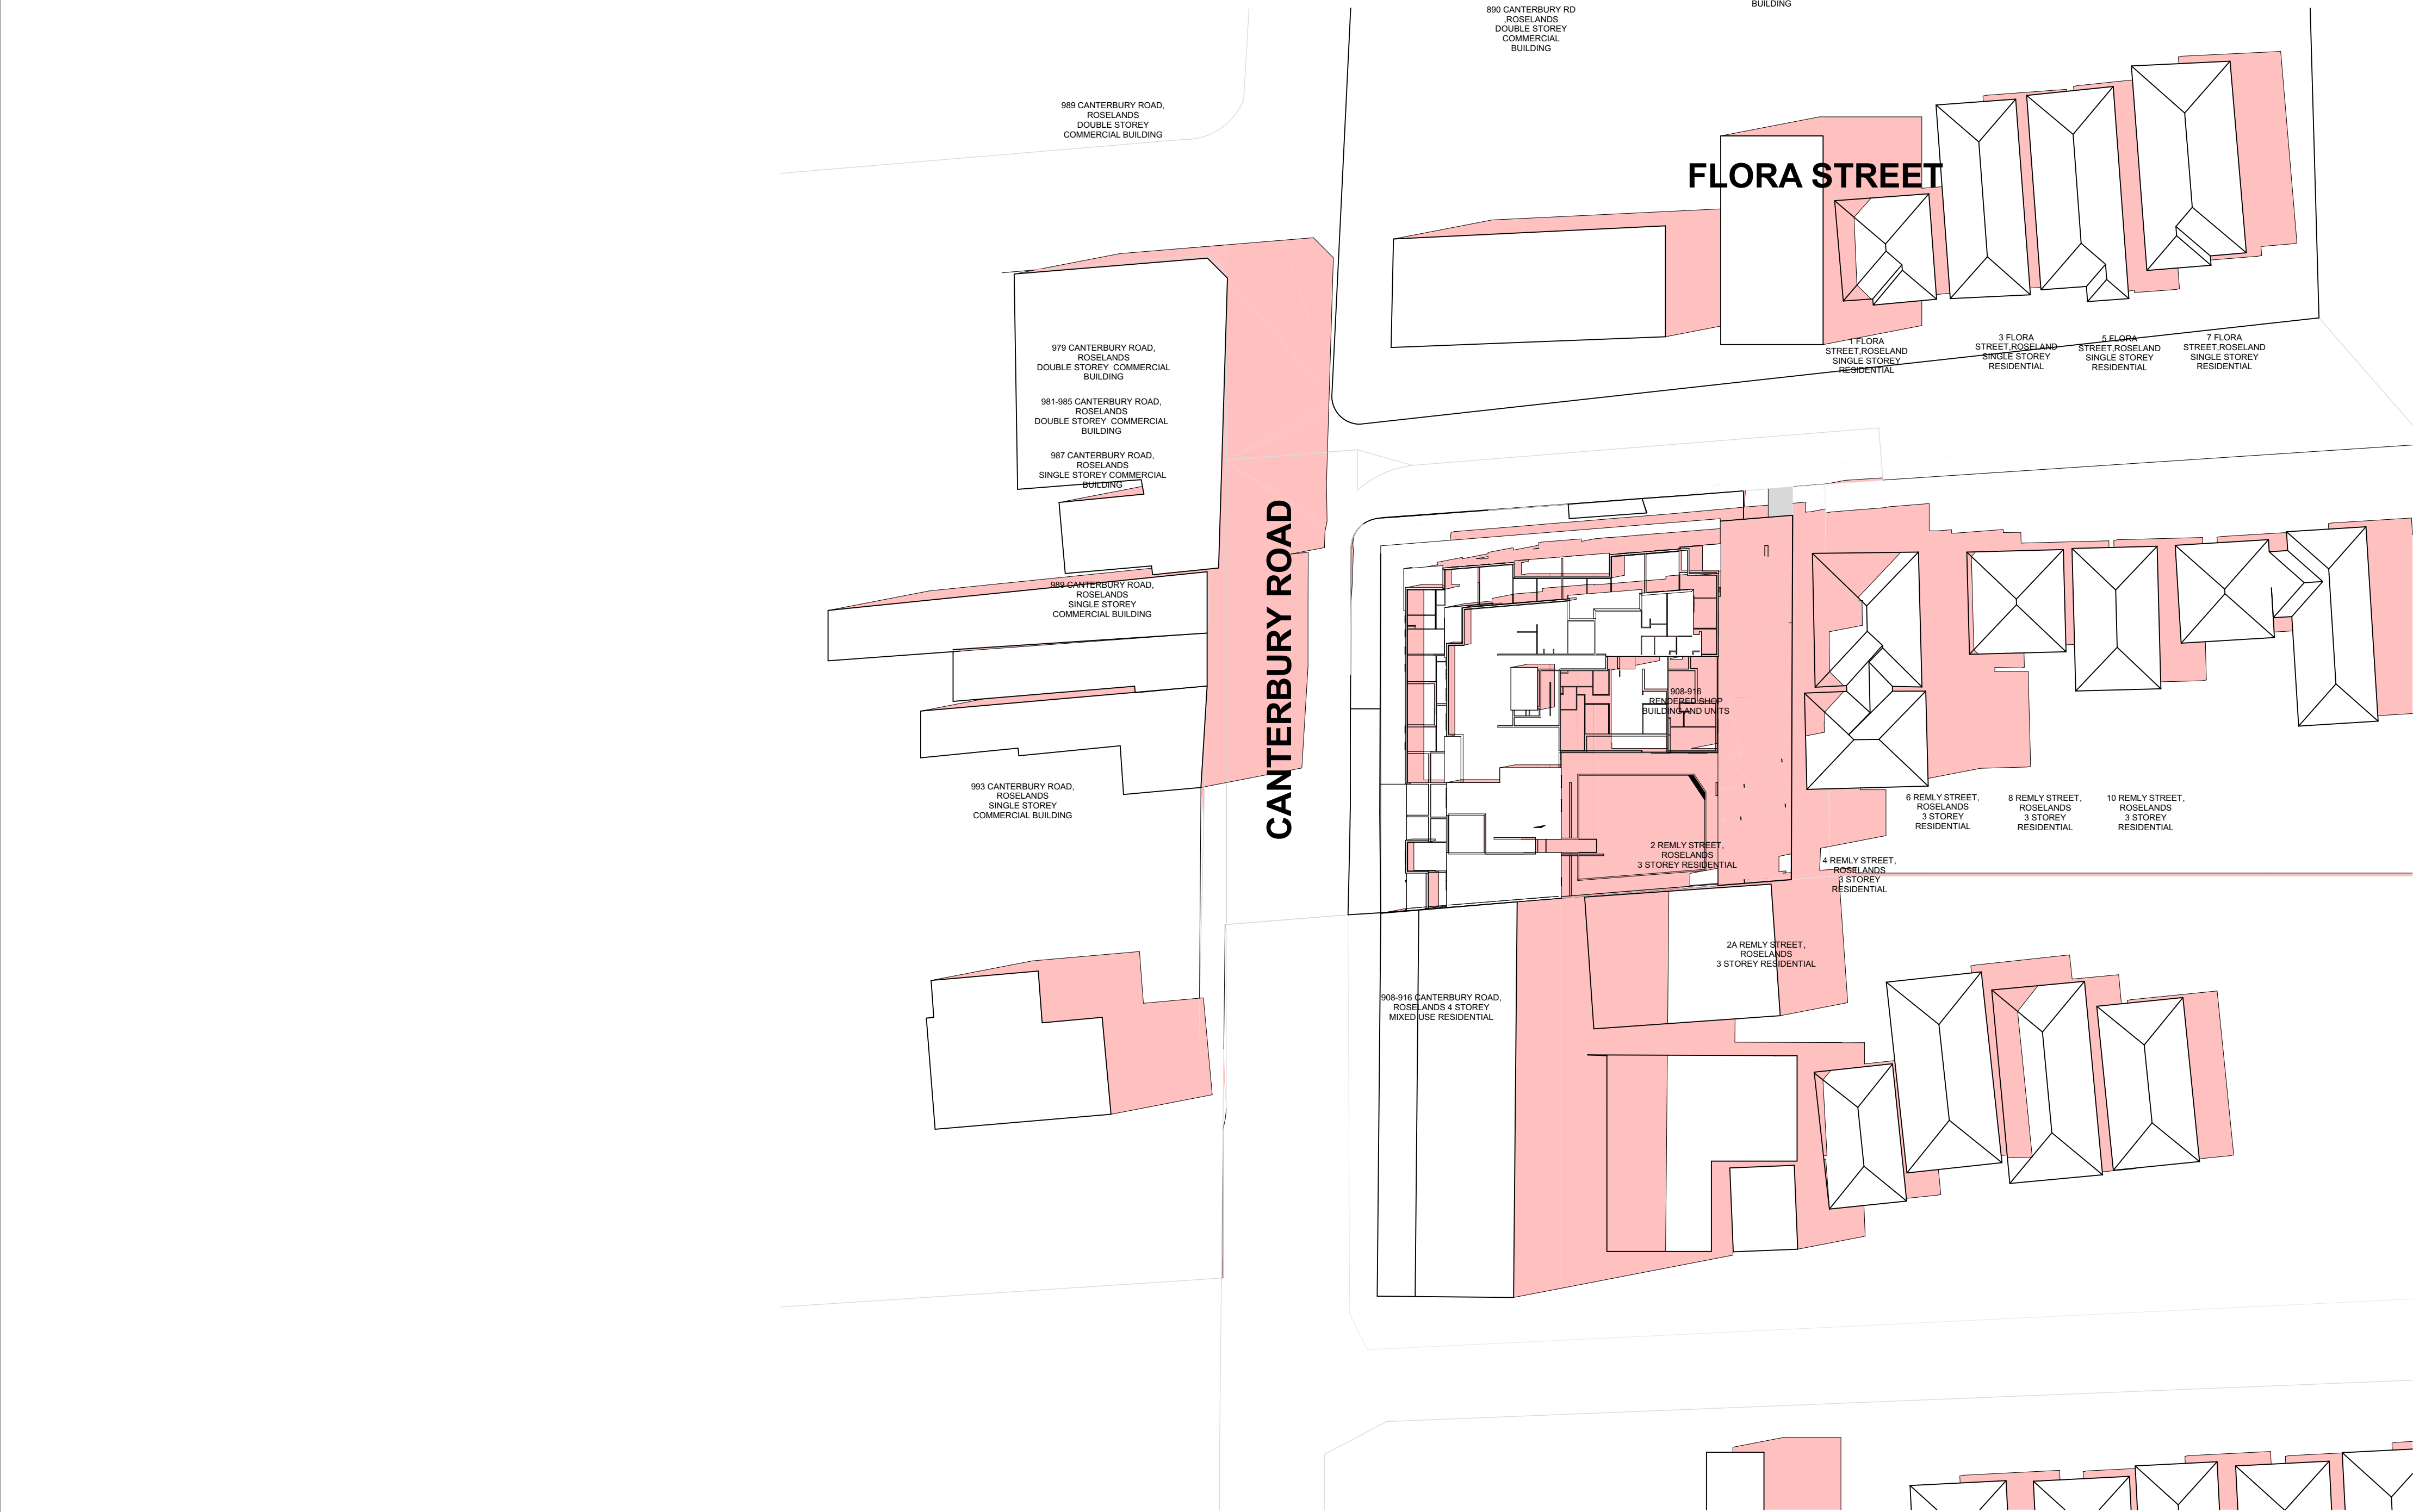 BUILDING
890 CANTERBURY RD
,ROSELANDS
DOUBLE STOREY
COMMERCIAL
BUILDING
989 CANTERBURY ROAD,
ROSELANDS
DOUBLE STOREY
COMMERCIAL BUILDING
FLORA STREET
979 CANTERBURY ROAD,
ROSELANDS
DOUBLE STOREY COMMERCIAL
BUILDING
981-985 CANTERBURY ROAD,
ROSELANDS
DOUBLE STOREY COMMERCIAL
BUILDING
987 CANTERBURY ROAD,
ROSELANDS
SINGLE STOREY COMMERCIAL
BUILDING
1 FLORA
STREET,ROSELAND
SINGLE STOREY
RESIDENTIAL
3 FLORA
STREET,ROSELAND
SINGLE STOREY
RESIDENTIAL
5 FLORA
STREET,ROSELAND
SINGLE STOREY
RESIDENTIAL
7 FLORA
STREET,ROSELAND
SINGLE STOREY
RESIDENTIAL
989 CANTERBURY ROAD,
ROSELANDS
SINGLE STOREY
COMMERCIAL BUILDING
CANTERBURY ROAD
908-916
RENDERED SHOP
BUILDING AND UNITS
993 CANTERBURY ROAD,
ROSELANDS
SINGLE STOREY
COMMERCIAL BUILDING
2 REMLY STREET,
ROSELANDS
3 STOREY RESIDENTIAL
6 REMLY STREET,
ROSELANDS
3 STOREY
RESIDENTIAL
8 REMLY STREET,
ROSELANDS
3 STOREY
RESIDENTIAL
10 REMLY STREET,
ROSELANDS
3 STOREY
RESIDENTIAL
4 REMLY STREET,
ROSELANDS
3 STOREY
RESIDENTIAL
2A REMLY STREET,
ROSELANDS
3 STOREY RESIDENTIAL
908-916 CANTERBURY ROAD,
ROSELANDS 4 STOREY
MIXED USE RESIDENTIAL